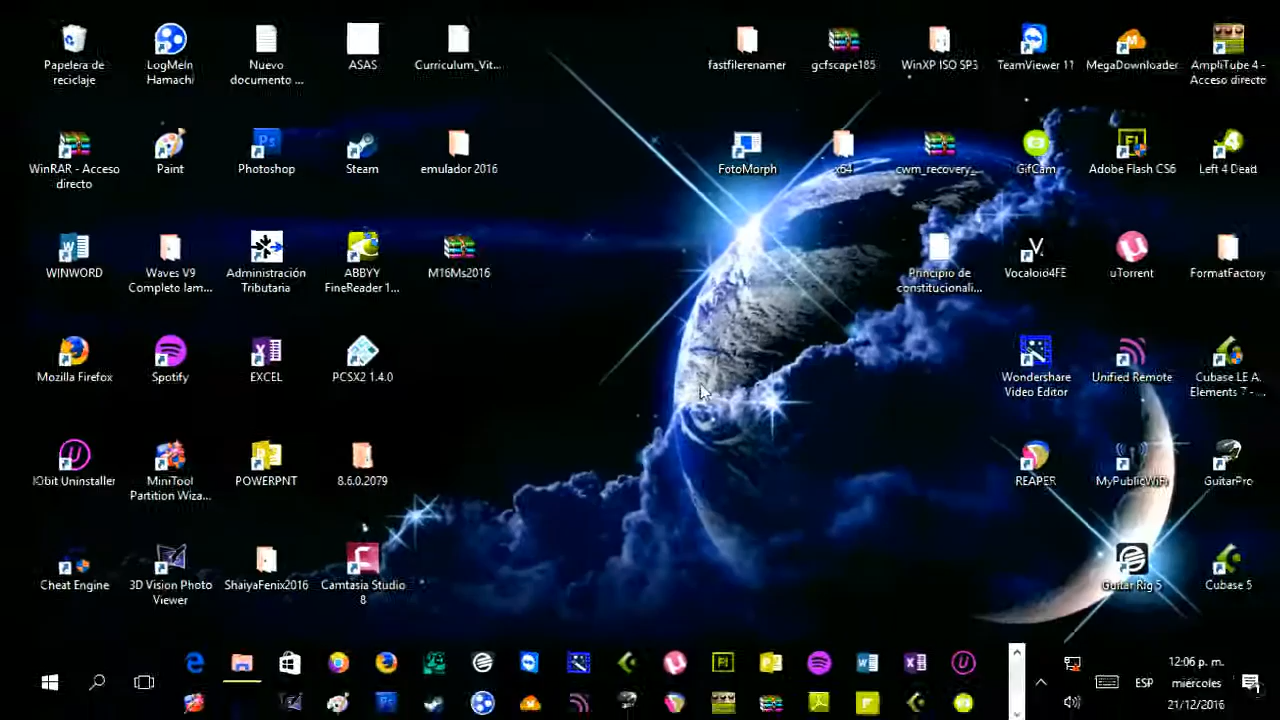 Papelera de
reciclaje
LogMeIn
Hamachi
Nuevo
documento ...
ASAS
Curriculum_Vit...
fastfilerenamer
gcfscape185
WinXP ISO SP3
TeamViewer 11
MegaDownloader
AmpliTube 4 -
Acceso directo
WinRAR - Acceso
directo
Paint
Photoshop
Steam
emulador 2016
FotoMorph
x64
cwm_recovery_...
GifCam
Adobe Flash CS6
Left 4 Dead
WINWORD
Waves V9
Completo Iam...
Administración
Tributaria
ABBYY
FineReader 1...
M16Ms2016
Principio de
constitucionali...
Vocaloid4FE
uTorrent
FormatFactory
Mozilla Firefox
Spotify
EXCEL
PCSX2 1.4.0
Wondershare
Video Editor
Unified Remote
Cubase LE A.
Elements 7 - ...
IObit Uninstaller
MiniTool
Partition Wiza...
POWERPNT
8.6.0.2079
REAPER
MyPublicWiFi
GuitarPro
Cheat Engine
3D Vision Photo
Viewer
ShaiyaFenix2016
Camtasia Studio
8
Guitar Rig 5
Cubase 5
12:06 p. m.
ESP
miércoles
21/12/2016